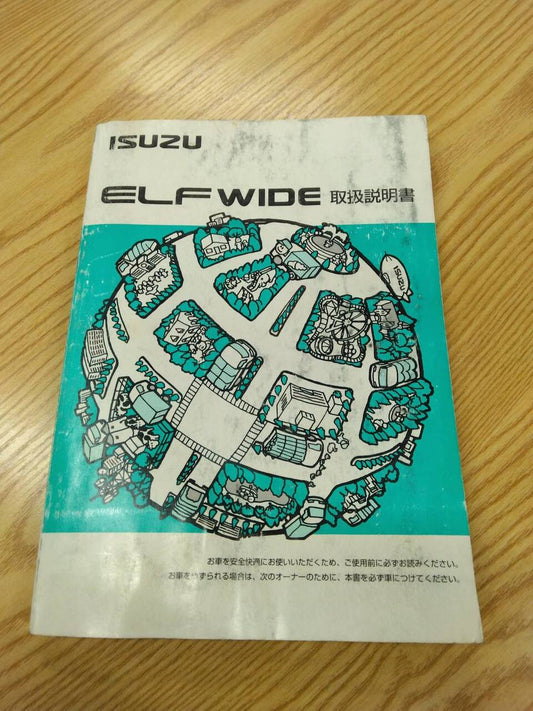 ISUZU
ELF WIDE 取扱説明書
ISUZU
お車を安全快適にお使いいただくため、ご使用前に必ずお読みください。
お車をゆずられる場合は、次のオーナーのために、本書を必ず車につけてください。